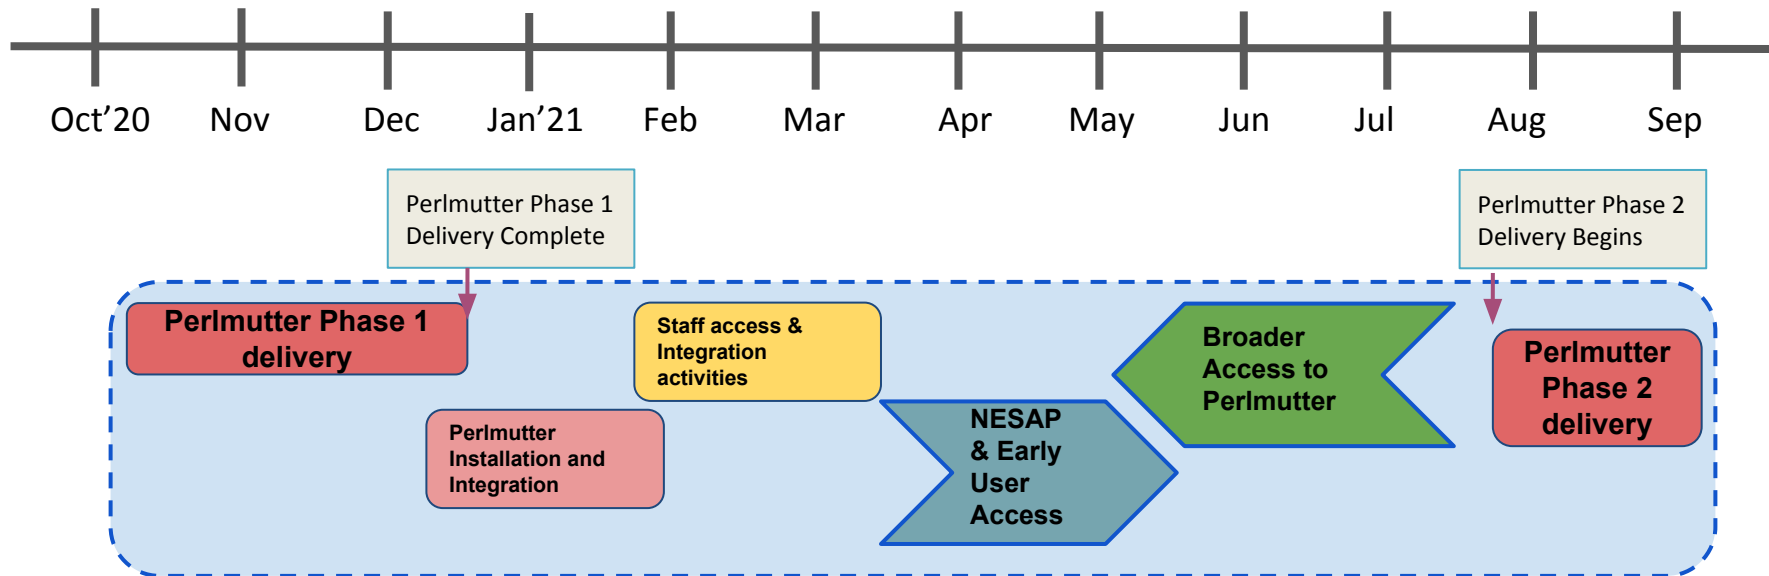 Oct’20 Nov Dec Jan’21 Feb Mar Apr May Jun Jul Aug Sep
Perlmutter Phase 1
Delivery Complete
Perlmutter Phase 2
Delivery Begins
Perlmutter Phase 1
delivery
Perlmutter
Installation and
Integration
Staff access &
Integration
activities
NESAP
& Early
User
Access
Broader
Access to
Perlmutter
Perlmutter
Phase 2
delivery